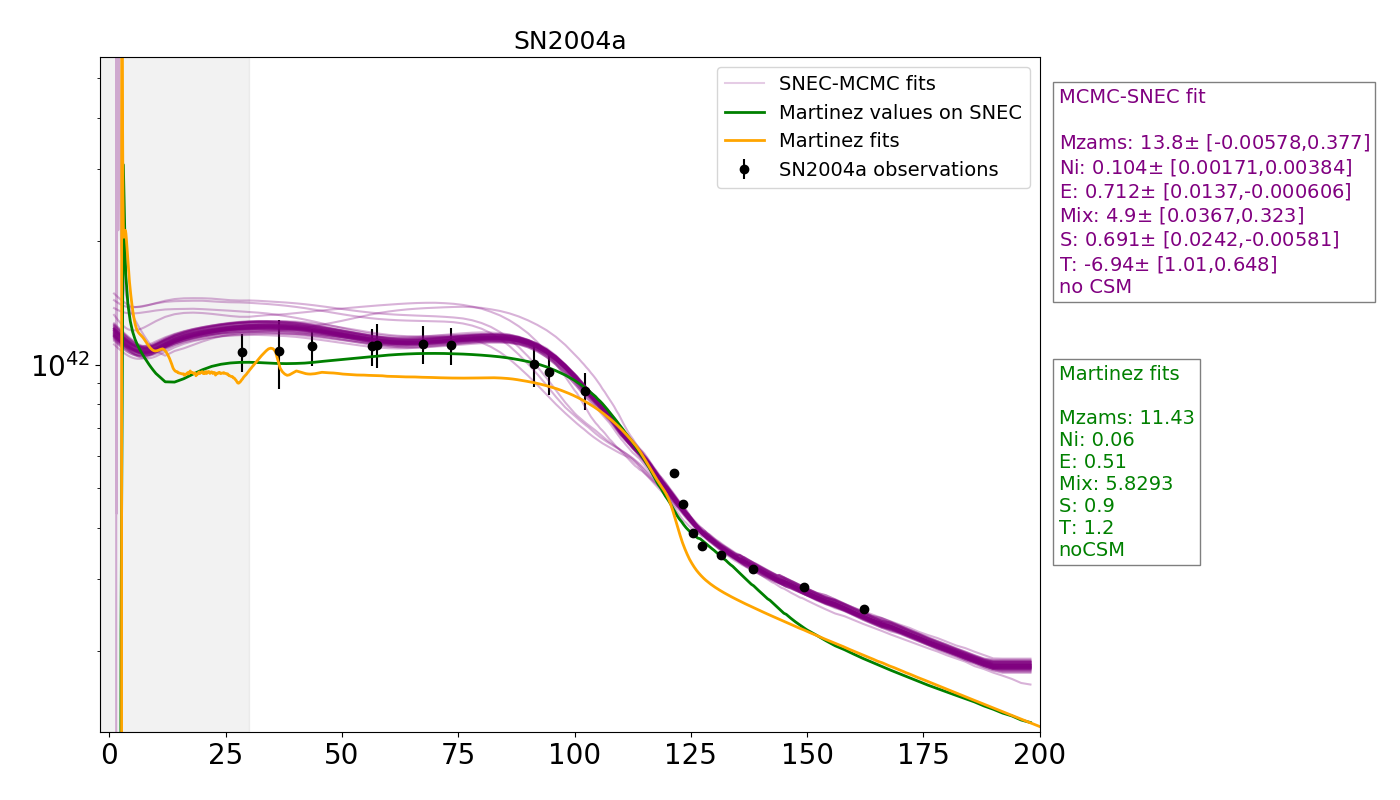 SN2004a
SNEC-MCMC fits
Martinez values on SNEC
Martinez fits
SN2004a observations
10^42
0 25 50 75 100 125 150 175 200
MCMC-SNEC fit
Mzams: 13.8± [-0.00578,0.377]
Ni: 0.104± [0.00171,0.00384]
E: 0.712± [0.0137,-0.000606]
Mix: 4.9± [0.0367,0.323]
S: 0.691± [0.0242,-0.00581]
T: -6.94± [1.01,0.648]
no CSM
Martinez fits
Mzams: 11.43
Ni: 0.06
E: 0.51
Mix: 5.8293
S: 0.9
T: 1.2
noCSM